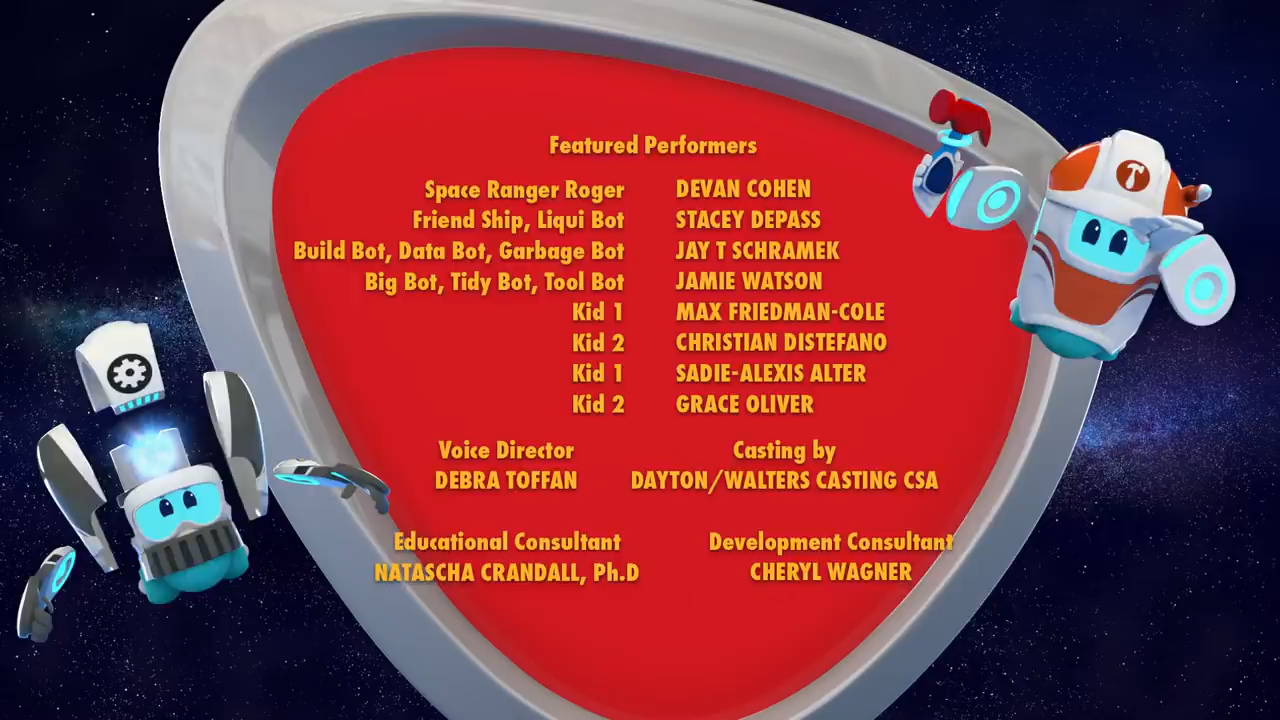 Featured Performers
Space Ranger Roger DEVAN COHEN
Friend Ship, Liqui Bot STACEY DEPASS
Build Bot, Data Bot, Garbage Bot JAY T SCHRAMEK
Big Bot, Tidy Bot, Tool Bot JAMIE WATSON
Kid 1 MAX FRIEDMAN-COLE
Kid 2 CHRISTIAN DISTEFANO
Kid 1 SADIE-ALEXIS ALTER
Kid 2 GRACE OLIVER
Voice Director Casting by
DEBRA TOFFAN DAYTON/WALTERS CASTING CSA
Educational Consultant Development Consultant
NATASCHA CRANDALL, Ph.D CHERYL WAGNER